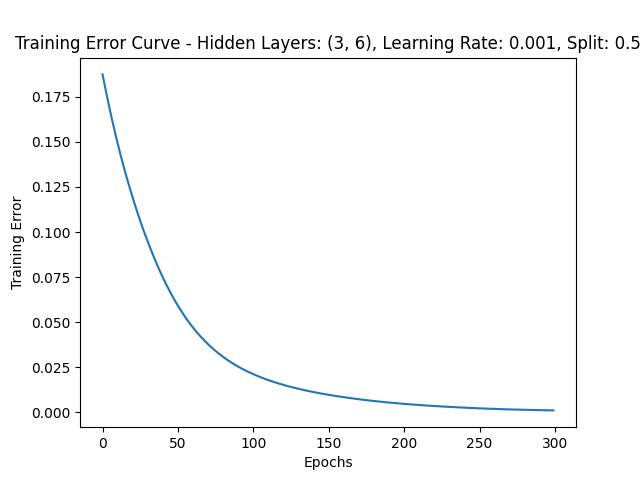 Training Error Curve - Hidden Layers: (3, 6), Learning Rate: 0.001, Split: 0.5
0.175
0.150
0.125
0.100
0.075
0.050
0.025
0.000
Training Error
0 50 100 150 200 250 300
Epochs